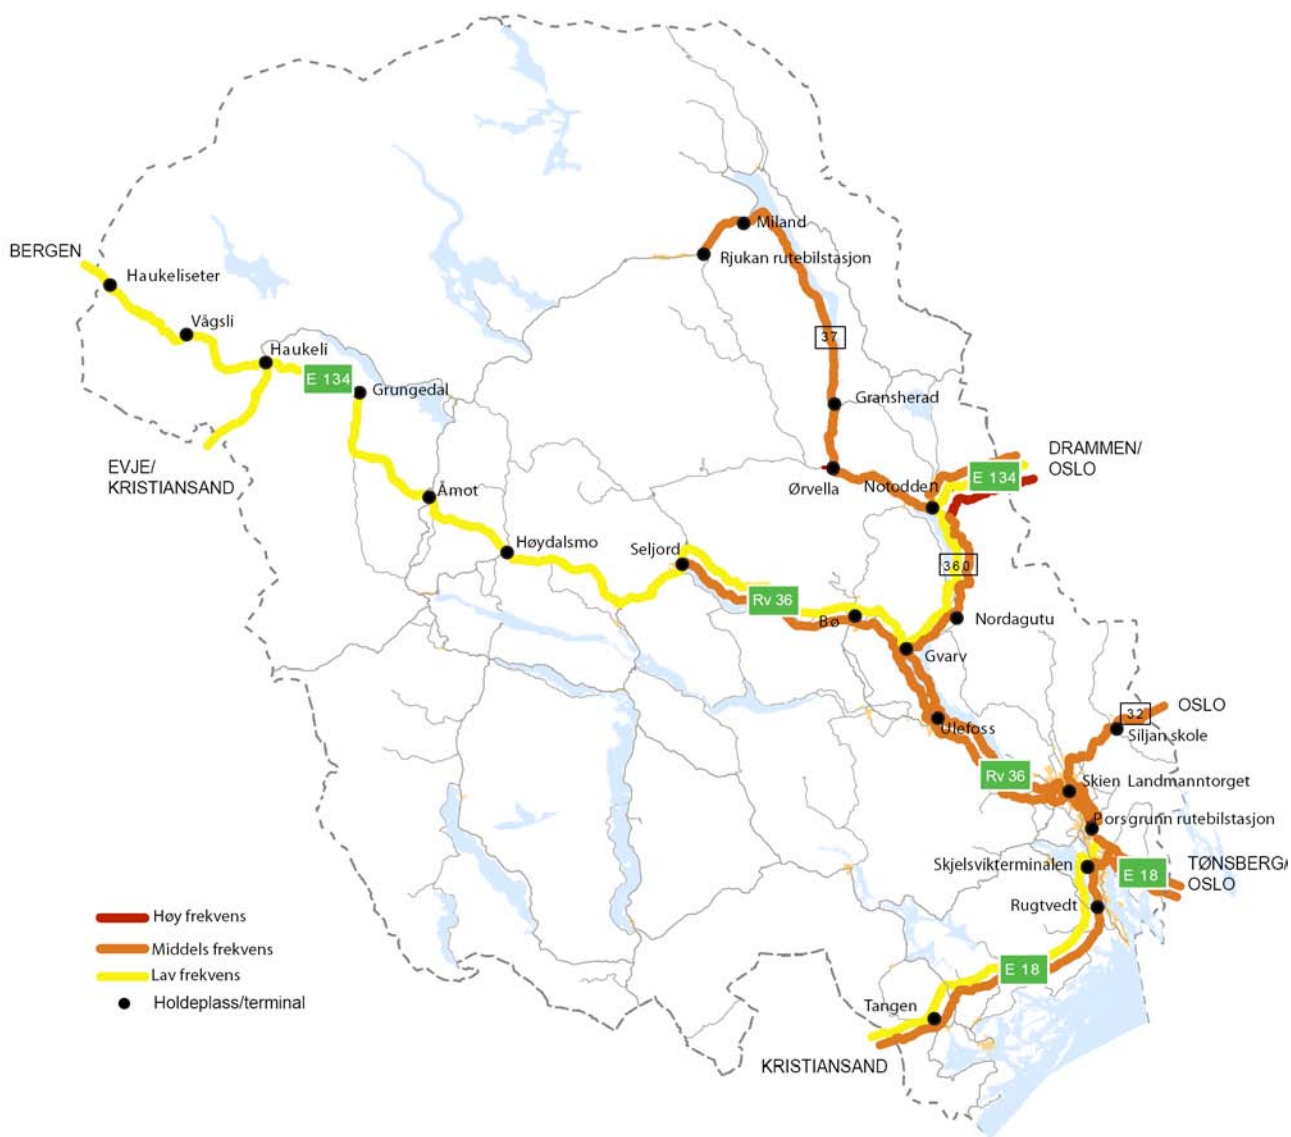 Miland
BERGEN
Rjukan rutebilstasjon
Haukeliseter
Vågsli
37
Haukeli
E 134
Grungedal
Gransherad
DRAMMEN/
OSLO
EVJE/
KRISTIANSAND
E 134
Ørvella
Notodden
Åmot
Høydalsmo
Seljord
360
Rv 36
Bø
Nordagutu
Gvarv
OSLO
32
Ulefoss
Siljan skole
Rv 36
Skien Landmanntorget
Porsgrunn rutebilstasjon
Skjelsvikterminalen
E 18
TØNSBERG/
OSLO
Rugtvedt
Høy frekvens
Middels frekvens
Lav frekvens
Holdeplass/terminal
E 18
Tangen
KRISTIANSAND